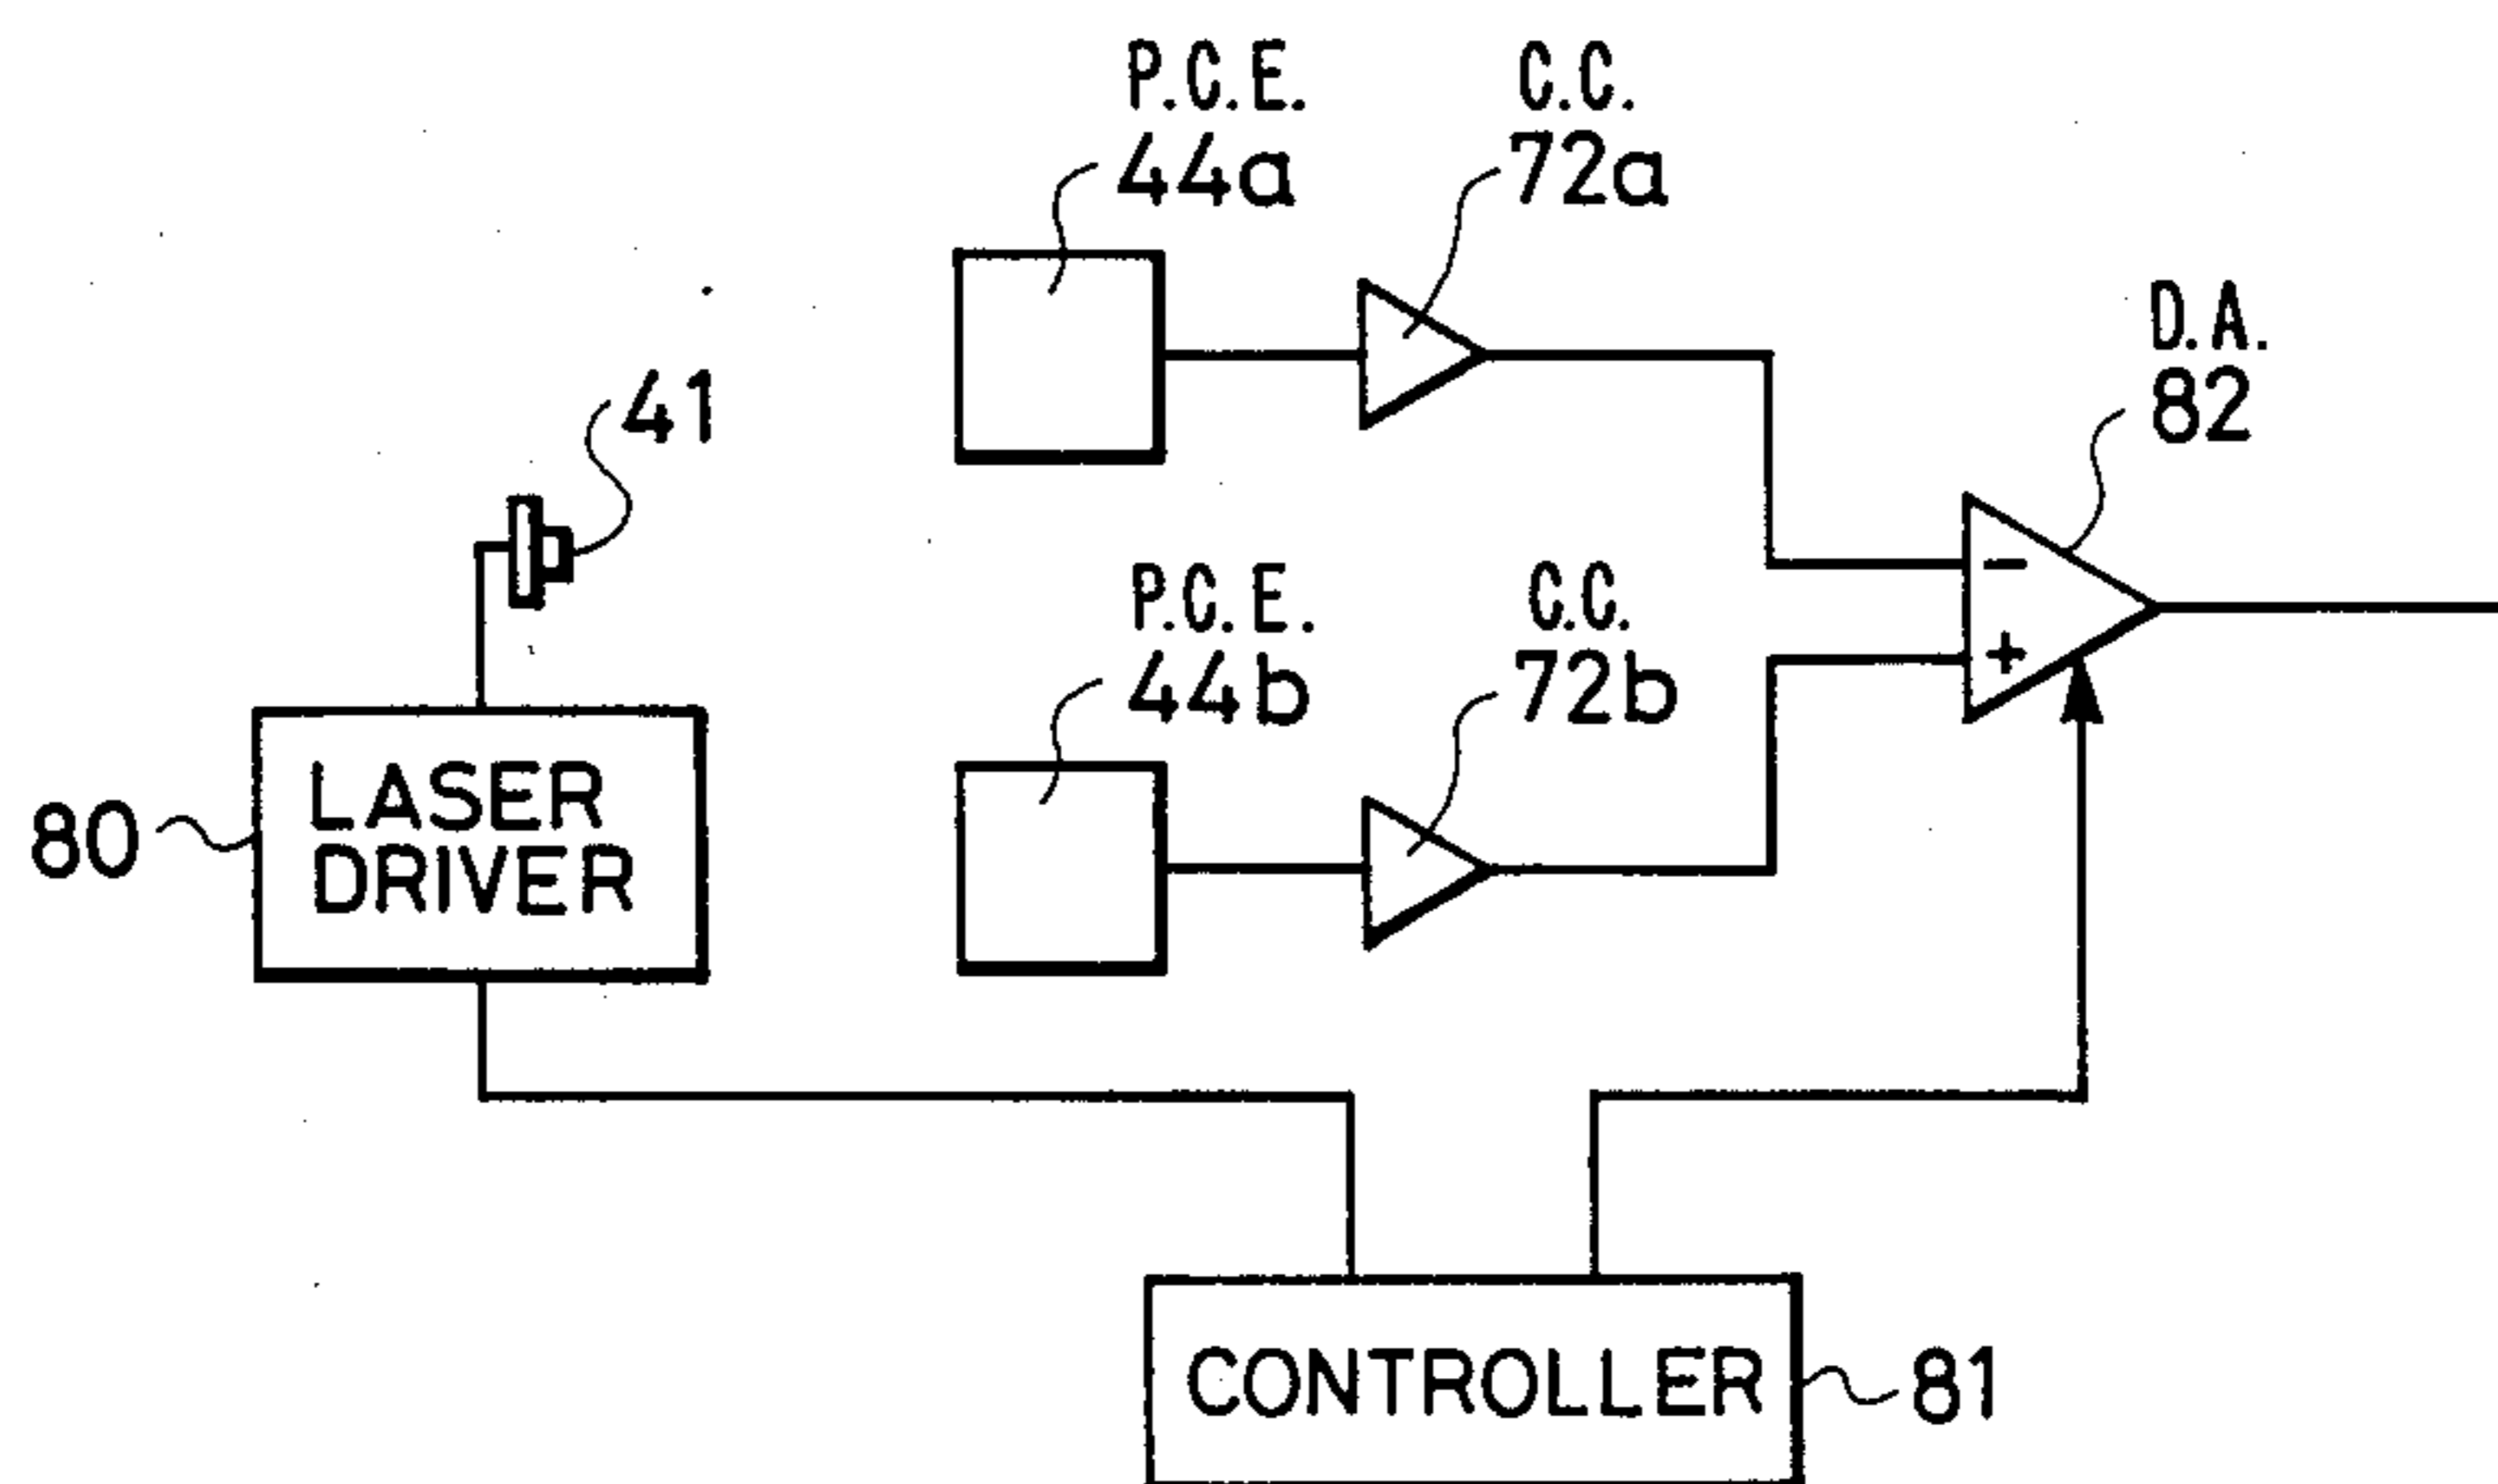 P.C.E.
44a
C.C.
72a
D.A.
82
41
P.C.E.
44b
C.C.
72b
−
+
80
LASER
DRIVER
CONTROLLER
81